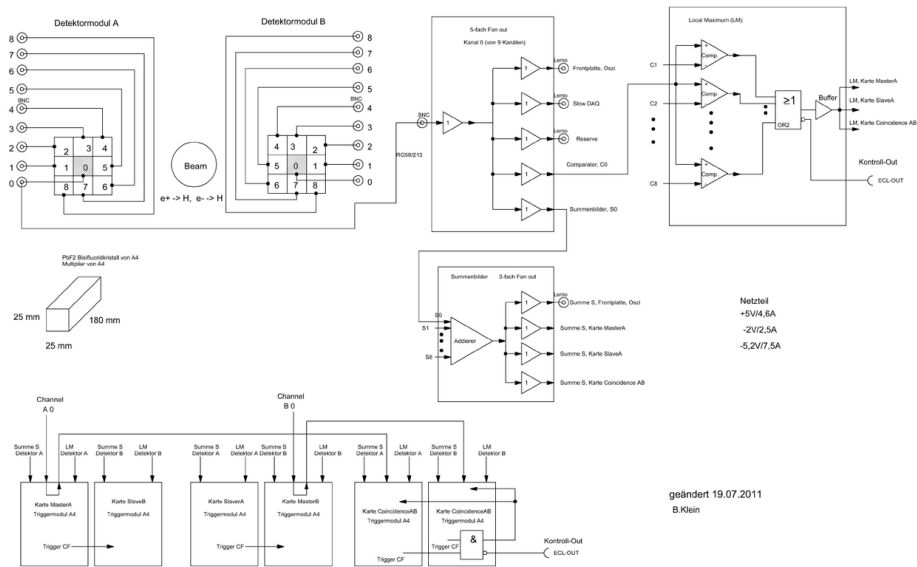 Detektormodul A
8
7
6
5
BNC
4
3
2
1
0
2 3 4
1 0 5
8 7 6
Beam
e+ -> H, e- -> H
Detektormodul B
8
7
6
5
BNC
4
3
2
1
0
4 3 2
5 0 1
6 7 8
RG58/213
BNC
5-fach Fan out
Kanal 0 (von 9 Kanälen)
1
1
Lemo
Frontplatte, Oszi
1
Lemo
Slow DAQ
1
Lemo
Reserve
1
Comparator, C0
1
Summenbilder, S0
Local Maximum (LM)
C1
+
Comp.
-
C2
+
Comp.
-
C8
+
Comp.
-
≥1
OR2
Buffer
LM, Karte MasterA
LM, Karte SlaveA
LM, Karte Coincidence AB
Kontroll-Out
ECL-OUT
PbF2 Bleifluoridkristall von A4
Multiplier von A4
25 mm
180 mm
25 mm
Summenbilder 3-fach Fan out
S0
S1
S8
Addierer
1
Lemo
Summe S, Frontplatte, Oszi
1
Summe S, Karte MasterA
1
Summe S, Karte SlaveA
1
Summe S, Karte Coincidence AB
Netzteil
+5V/4,6A
-2V/2,5A
-5,2V/7,5A
Channel
A 0
Channel
B 0
Summe S
Detektor A
LM
Detektor A
Summe S
Detektor B
LM
Detektor B
Summe S
Detektor A
LM
Detektor A
Summe S
Detektor B
LM
Detektor B
Summe S
Detektor A
LM
Detektor A
Summe S
Detektor B
LM
Detektor B
Karte MasterA
Triggermodul A4
Trigger CF
Karte SlaveB
Triggermodul A4
Karte SlaverA
Triggermodul A4
Karte MasterB
Triggermodul A4
Trigger CF
Karte CoincidenceAB
Triggermodul A4
Trigger CF
Karte CoincidenceAB
Triggermodul A4
Trigger CF
&
Kontroll-Out
ECL-OUT
geändert 19.07.2011
B.Klein